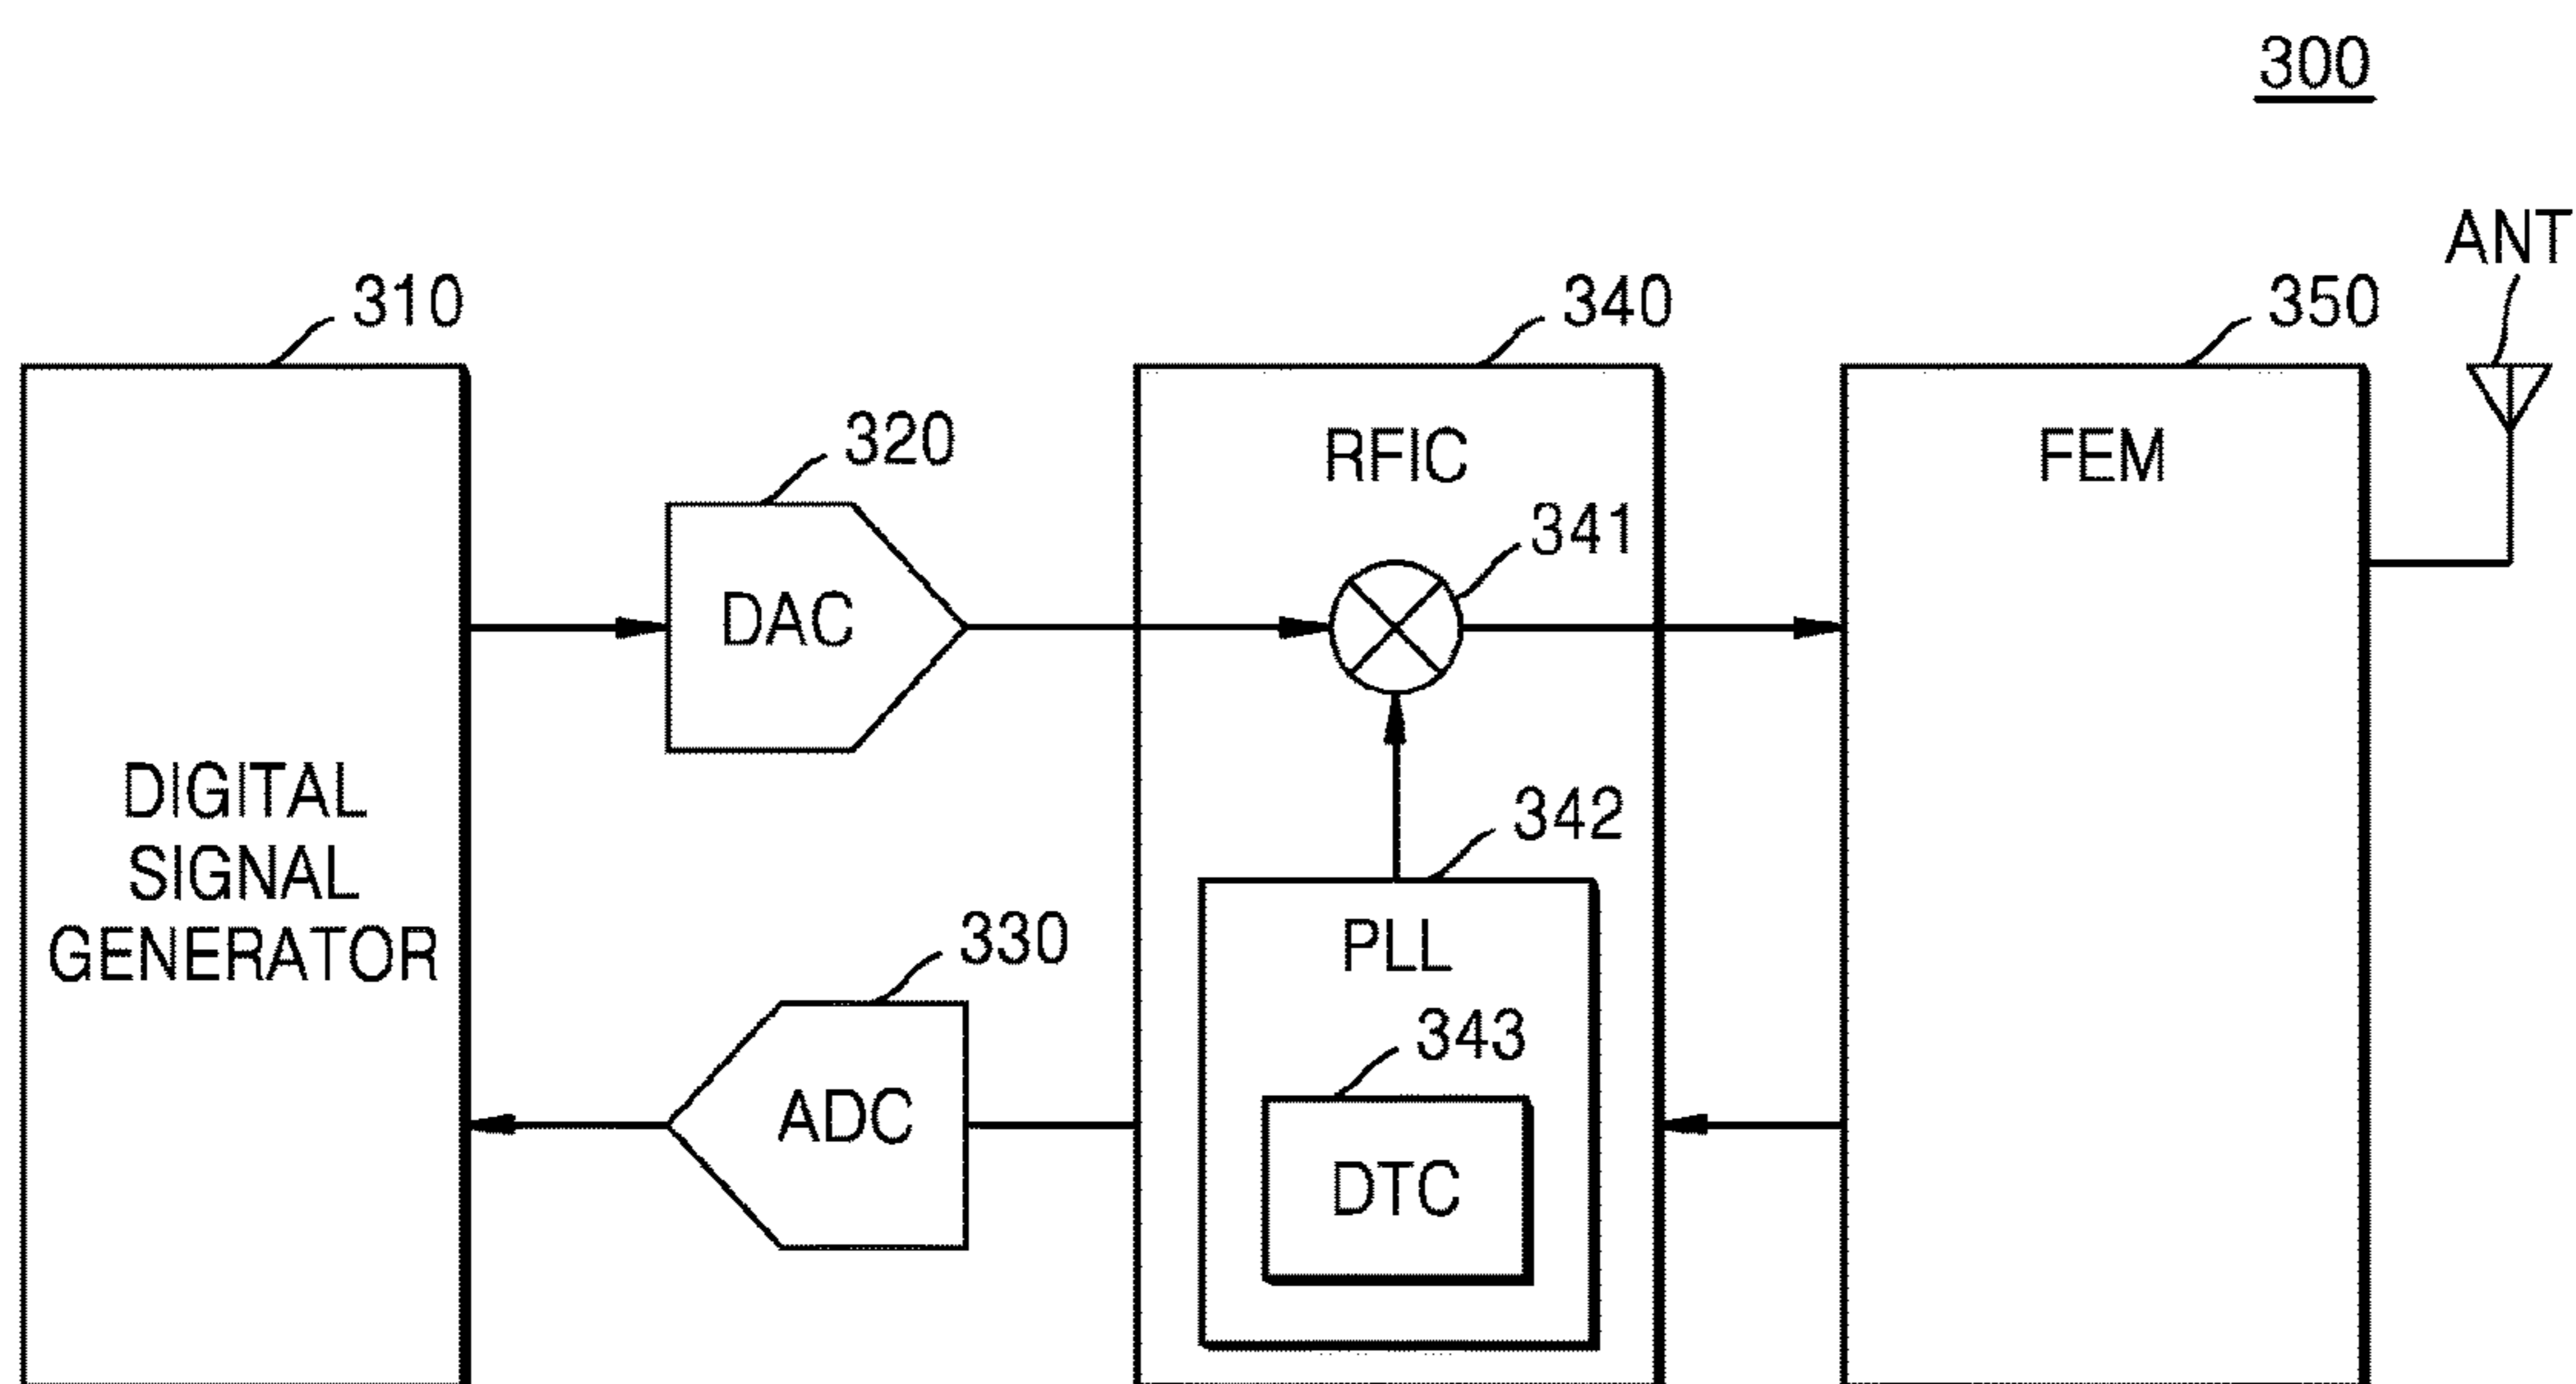 300
ANT
310
340
350
320
RFIC
FEM
341
DAC
342
DIGITAL
SIGNAL
GENERATOR
PLL
330
343
ADC
DTC